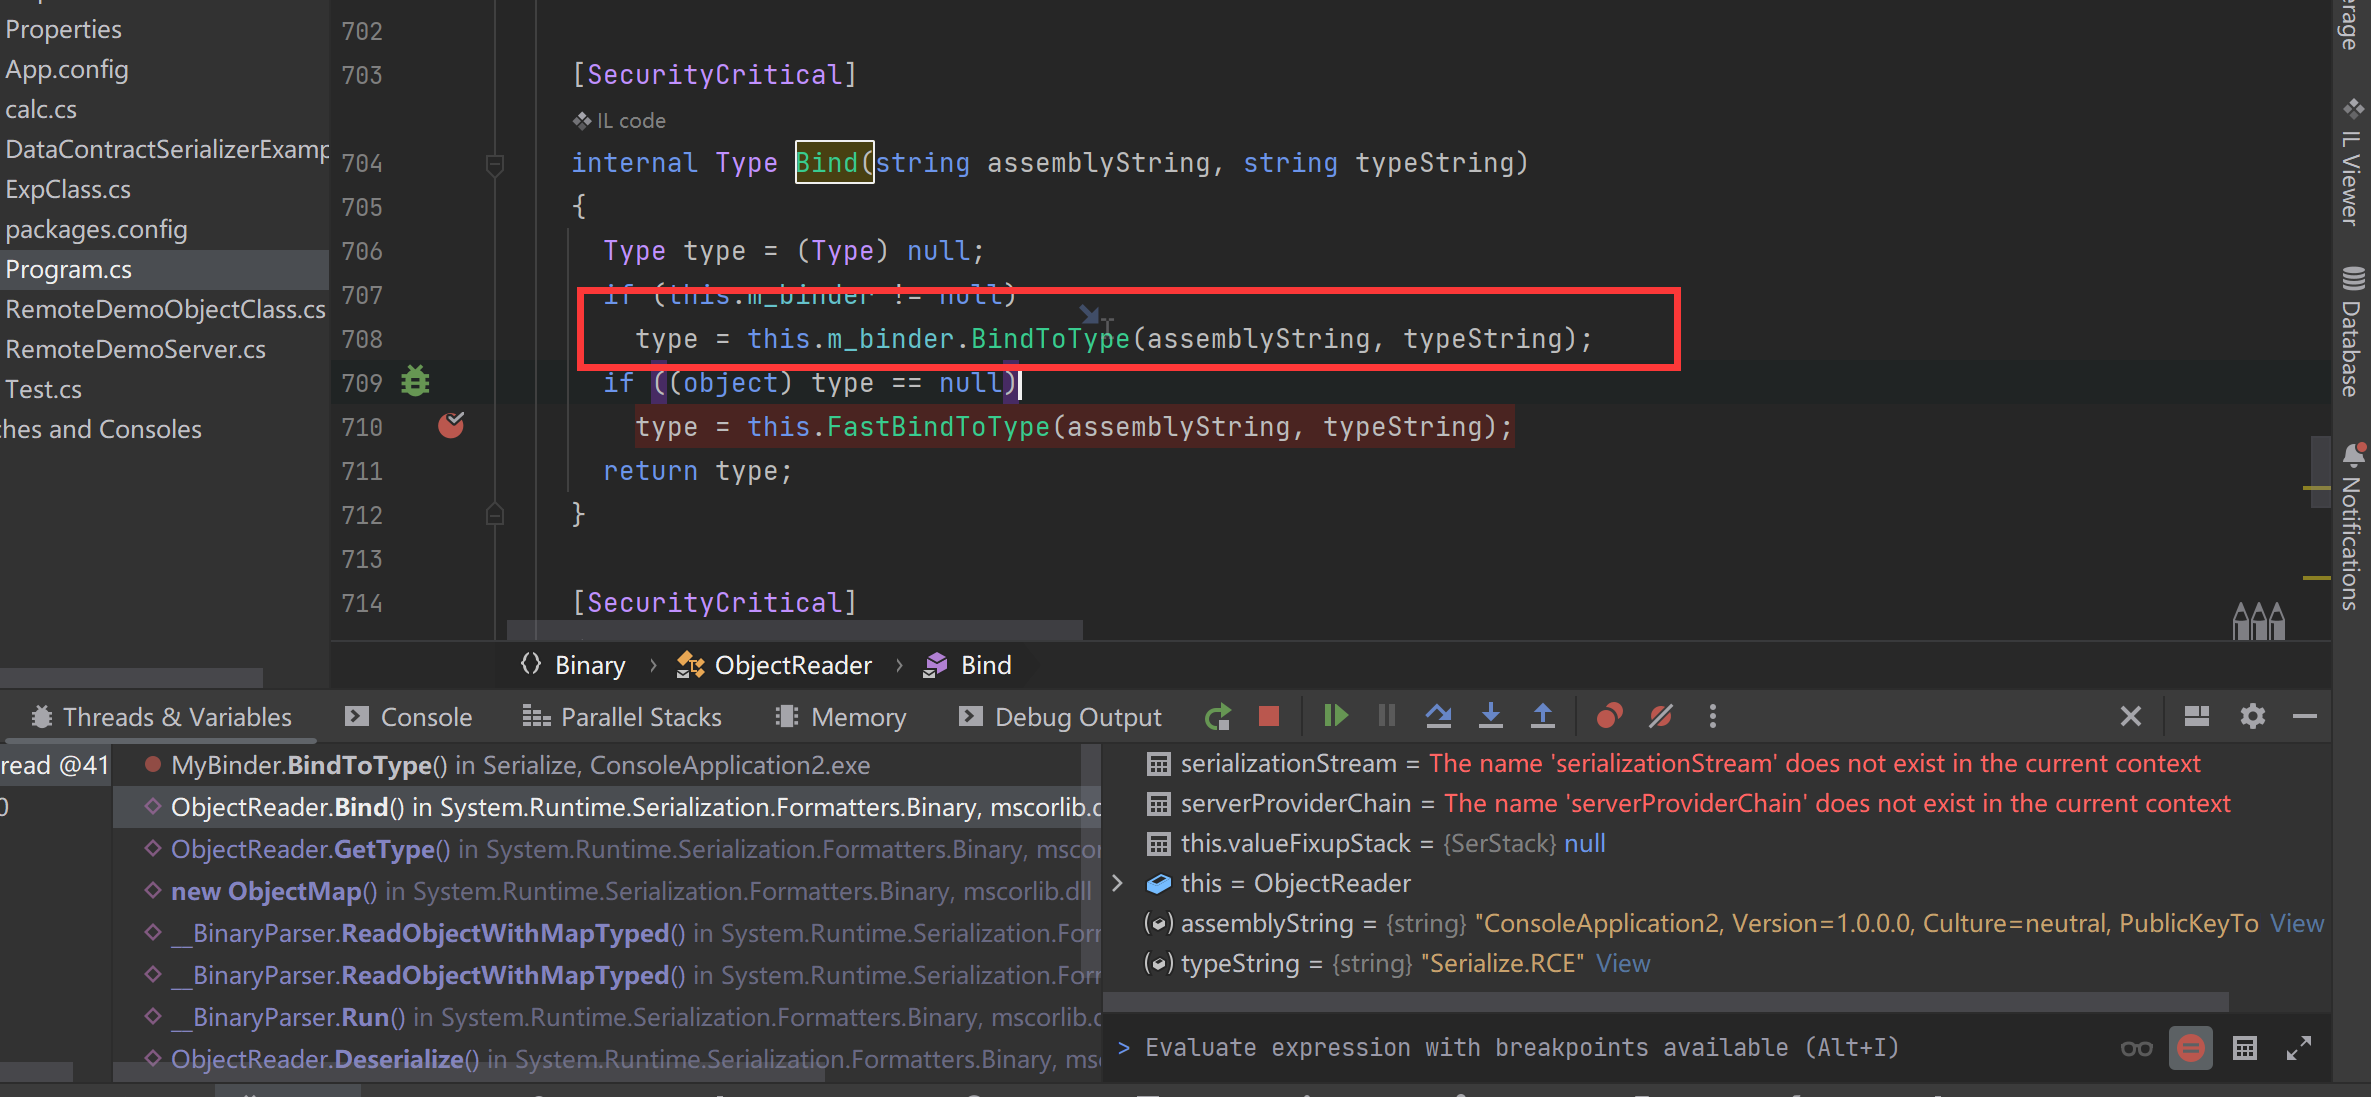 Properties
App.config
calc.cs
DataContractSerializerExamp
ExpClass.cs
packages.config
Program.cs
RemoteDemoObjectClass.cs
RemoteDemoServer.cs
Test.cs
ches and Consoles
702
703 [SecurityCritical]
IL code
704 internal Type Bind(string assemblyString, string typeString)
705 {
706 Type type = (Type) null;
707 if (this.m_binder != null)
708 type = this.m_binder.BindToType(assemblyString, typeString);
709 if ((object) type == null)
710 type = this.FastBindToType(assemblyString, typeString);
711 return type;
712 }
713
714 [SecurityCritical]
Binary › ObjectReader › Bind
erage
IL Viewer
Database
Notifications
Threads & Variables Console Parallel Stacks Memory Debug Output
read @41
0
MyBinder.BindToType() in Serialize, ConsoleApplication2.exe
ObjectReader.Bind() in System.Runtime.Serialization.Formatters.Binary, mscorlib.d
ObjectReader.GetType() in System.Runtime.Serialization.Formatters.Binary, mscor
new ObjectMap() in System.Runtime.Serialization.Formatters.Binary, mscorlib.dll
__BinaryParser.ReadObjectWithMapTyped() in System.Runtime.Serialization.Forr
__BinaryParser.ReadObjectWithMapTyped() in System.Runtime.Serialization.Forr
__BinaryParser.Run() in System.Runtime.Serialization.Formatters.Binary, mscorlib.d
ObjectReader.Deserialize() in System.Runtime.Serialization.Formatters.Binary, msc
serializationStream = The name 'serializationStream' does not exist in the current context
serverProviderChain = The name 'serverProviderChain' does not exist in the current context
this.valueFixupStack = {SerStack} null
this = ObjectReader
assemblyString = {string} "ConsoleApplication2, Version=1.0.0.0, Culture=neutral, PublicKeyTo View
typeString = {string} "Serialize.RCE" View
> Evaluate expression with breakpoints available (Alt+I)